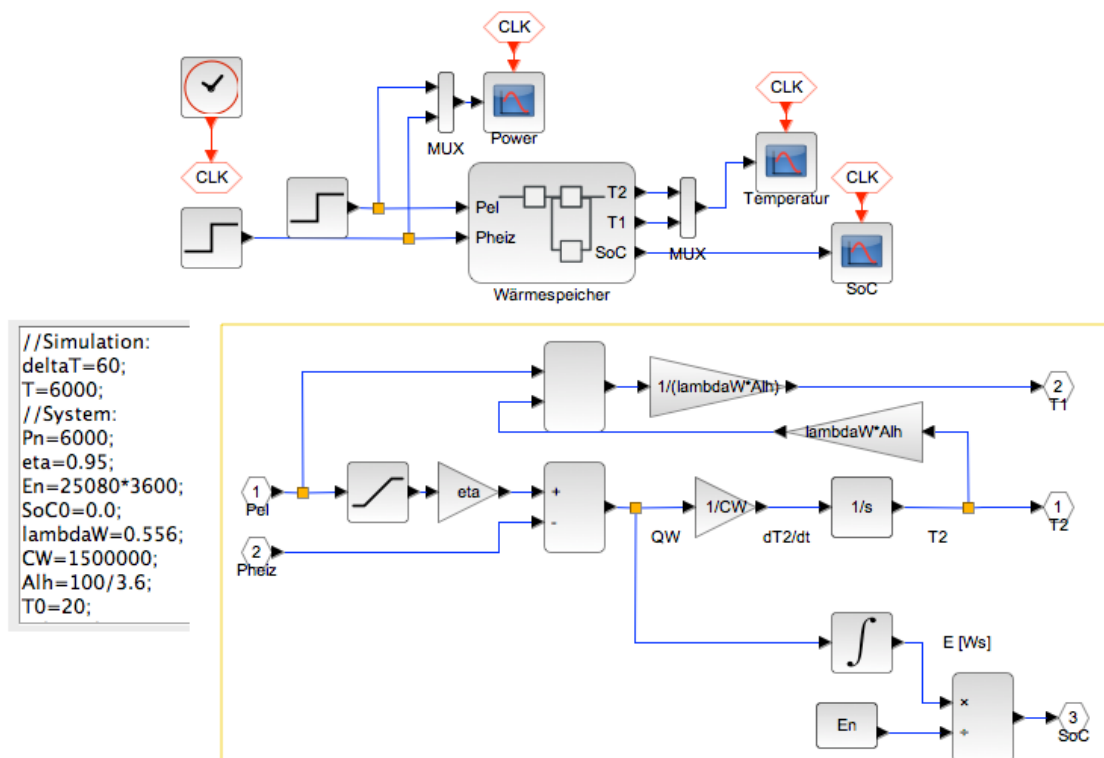 CLK
CLK
CLK
CLK
MUX
Power
Temperatur
Pel
Pheiz
T2
T1
SoC
MUX
SoC
Wärmespeicher
//Simulation:
deltaT=60;
T=6000;
//System:
Pn=6000;
eta=0.95;
En=25080*3600;
SoC0=0.0;
lambdaW=0.556;
CW=1500000;
Alh=100/3.6;
T0=20;
1/(lambdaW*Alh)
2
T1
lambdaW*Alh
1
Pel
eta
+
-
1/CW
1/s
1
T2
QW
dT2/dt
T2
2
Pheiz
∫
E [Ws]
En
×
÷
3
SoC